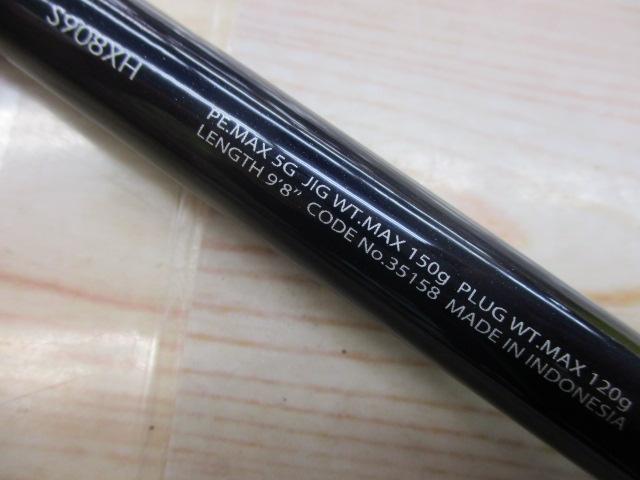 S908XH
PE.MAX 5G JIG WT.MAX 150g PLUG WT.MAX 120g
LENGTH 9'8" CODE No.35158 MADE IN INDONESIA